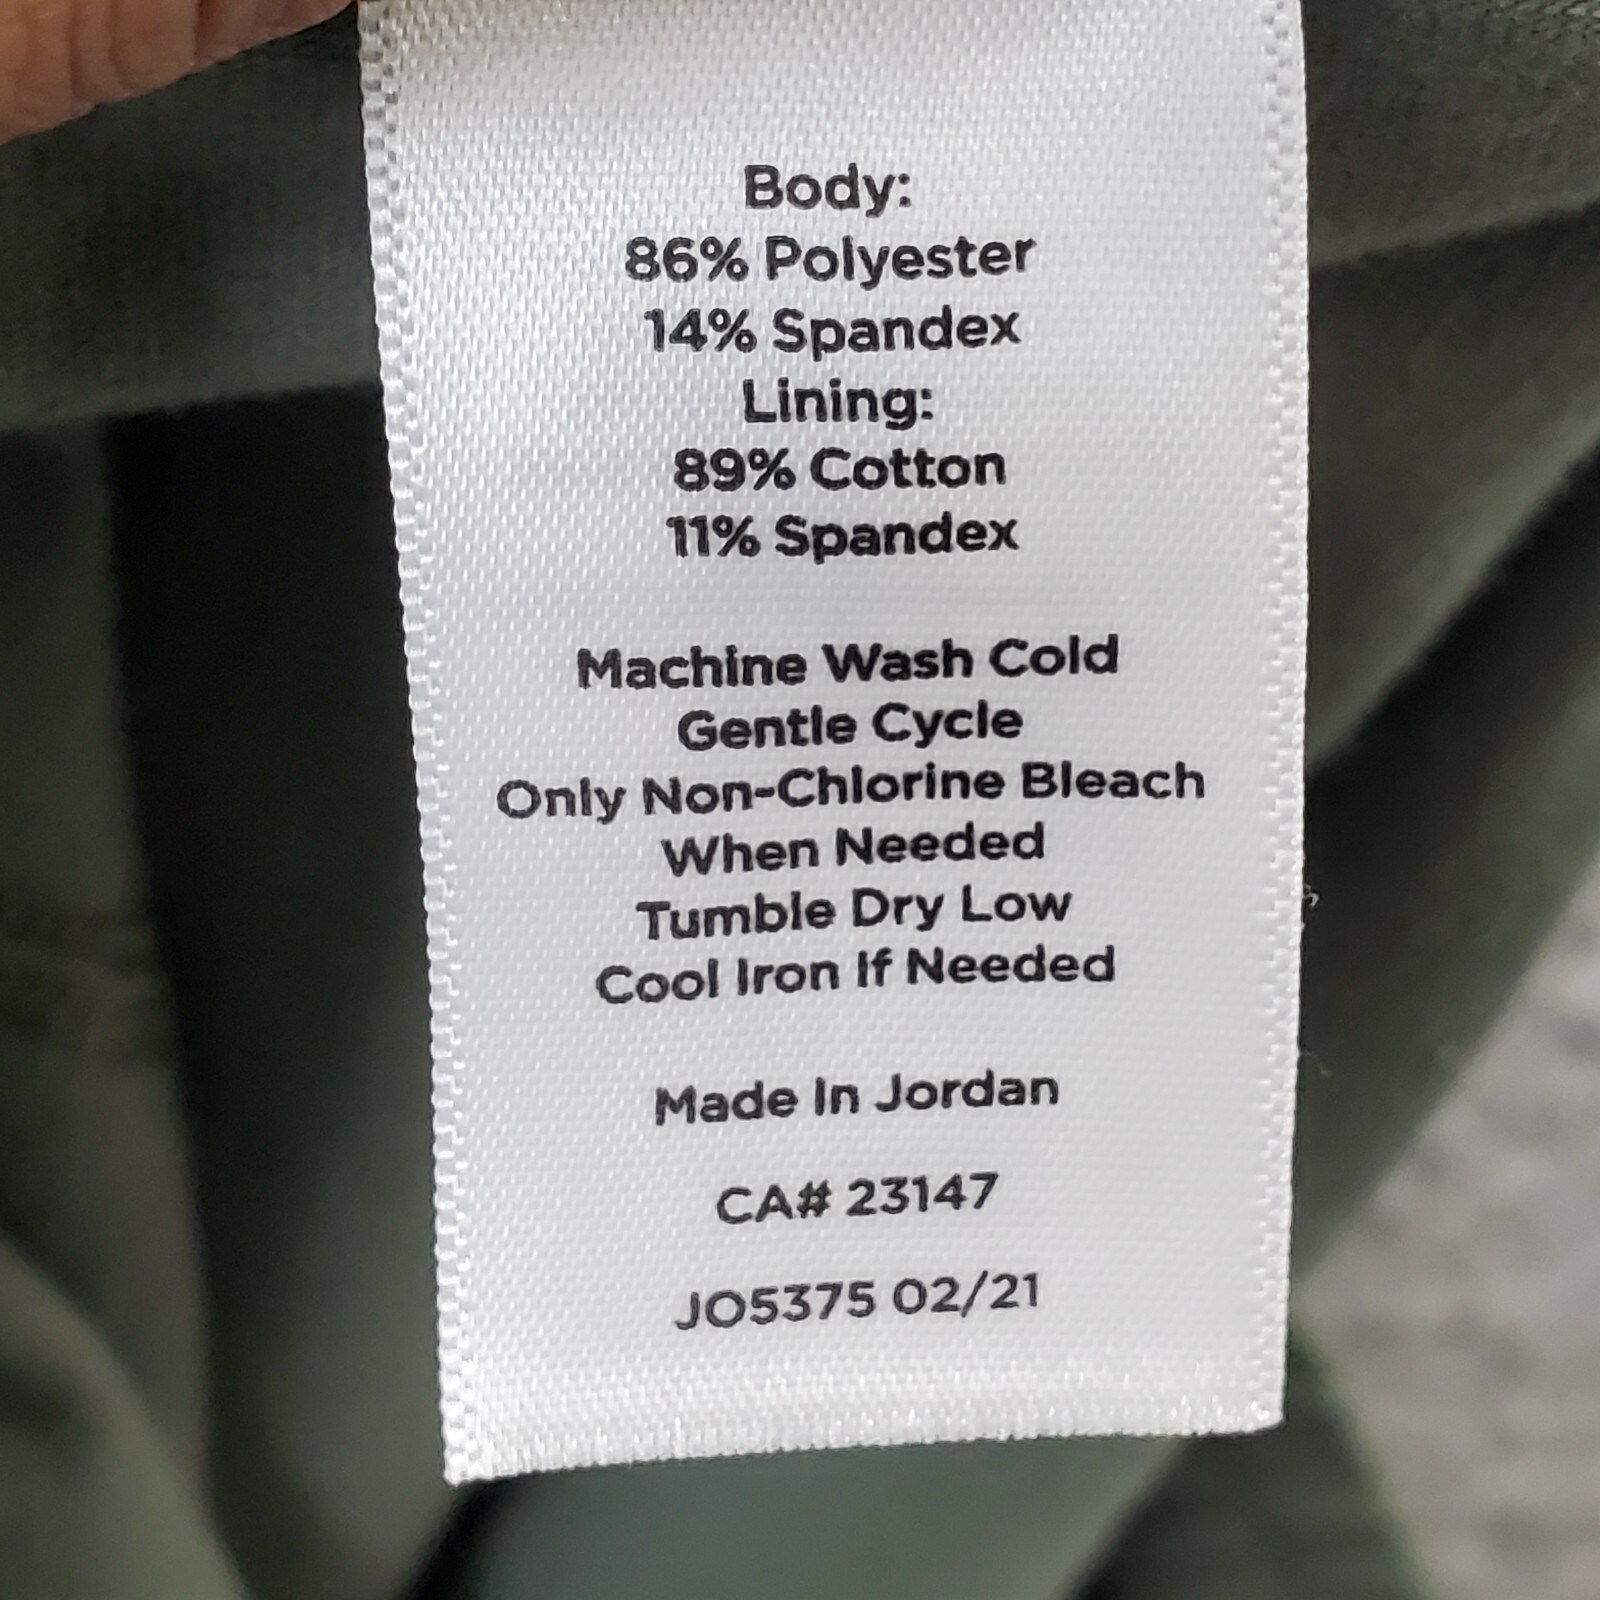 Body:
86% Polyester
14% Spandex
Lining:
89% Cotton
11% Spandex
Machine Wash Cold
Gentle Cycle
Only Non-Chlorine Bleach
When Needed
Tumble Dry Low
Cool Iron If Needed
Made In Jordan
CA# 23147
JO5375 02/21